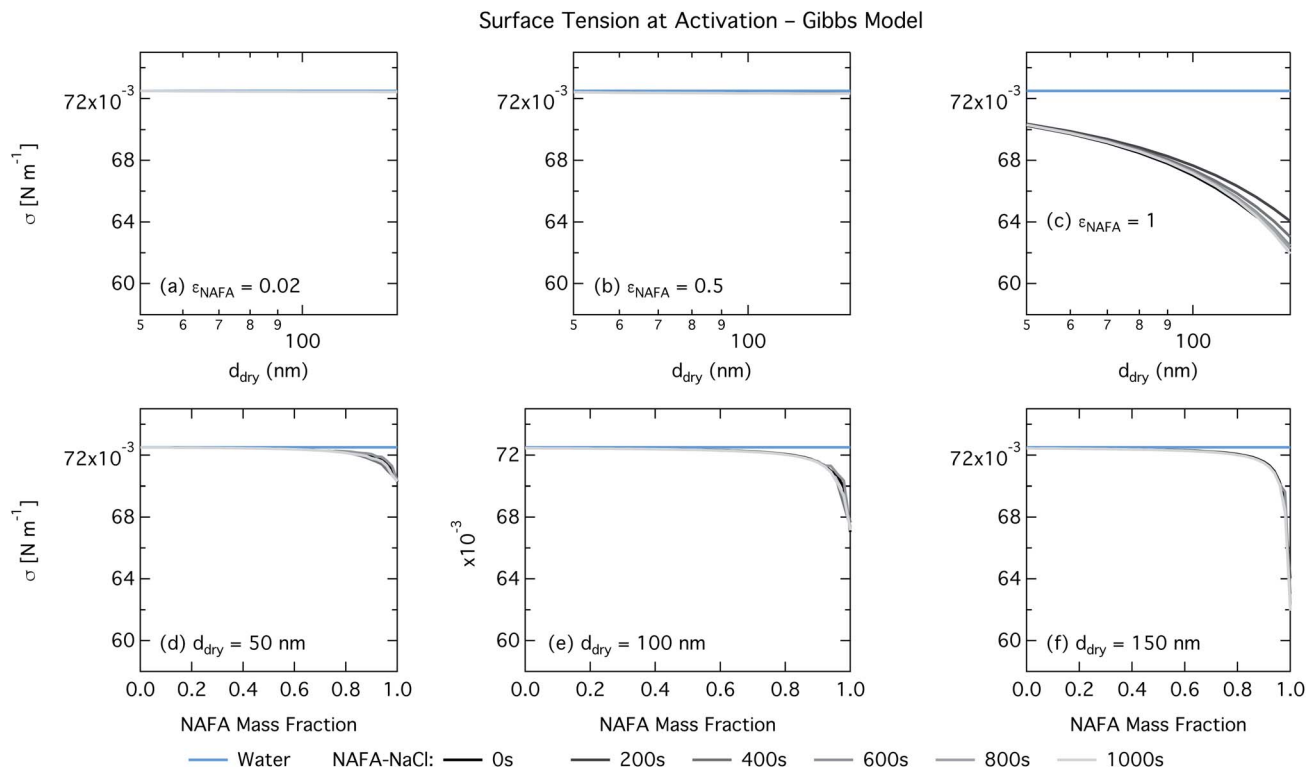 Surface Tension at Activation – Gibbs Model
σ [N m⁻¹]
72x10⁻³
68
64
60
(a) ε_NAFA = 0.02
5 6 7 8 9 100
d_dry (nm)
72x10⁻³
68
64
60
(b) ε_NAFA = 0.5
5 6 7 8 9 100
d_dry (nm)
72x10⁻³
68
64
60
(c) ε_NAFA = 1
5 6 7 8 9 100
d_dry (nm)
σ [N m⁻¹]
72x10⁻³
68
64
60
(d) d_dry = 50 nm
0.0 0.2 0.4 0.6 0.8 1.0
NAFA Mass Fraction
x10⁻³
72
68
64
60
(e) d_dry = 100 nm
0.0 0.2 0.4 0.6 0.8 1.0
NAFA Mass Fraction
72x10⁻³
68
64
60
(f) d_dry = 150 nm
0.0 0.2 0.4 0.6 0.8 1.0
NAFA Mass Fraction
Water NAFA-NaCl: 0s 200s 400s 600s 800s 1000s